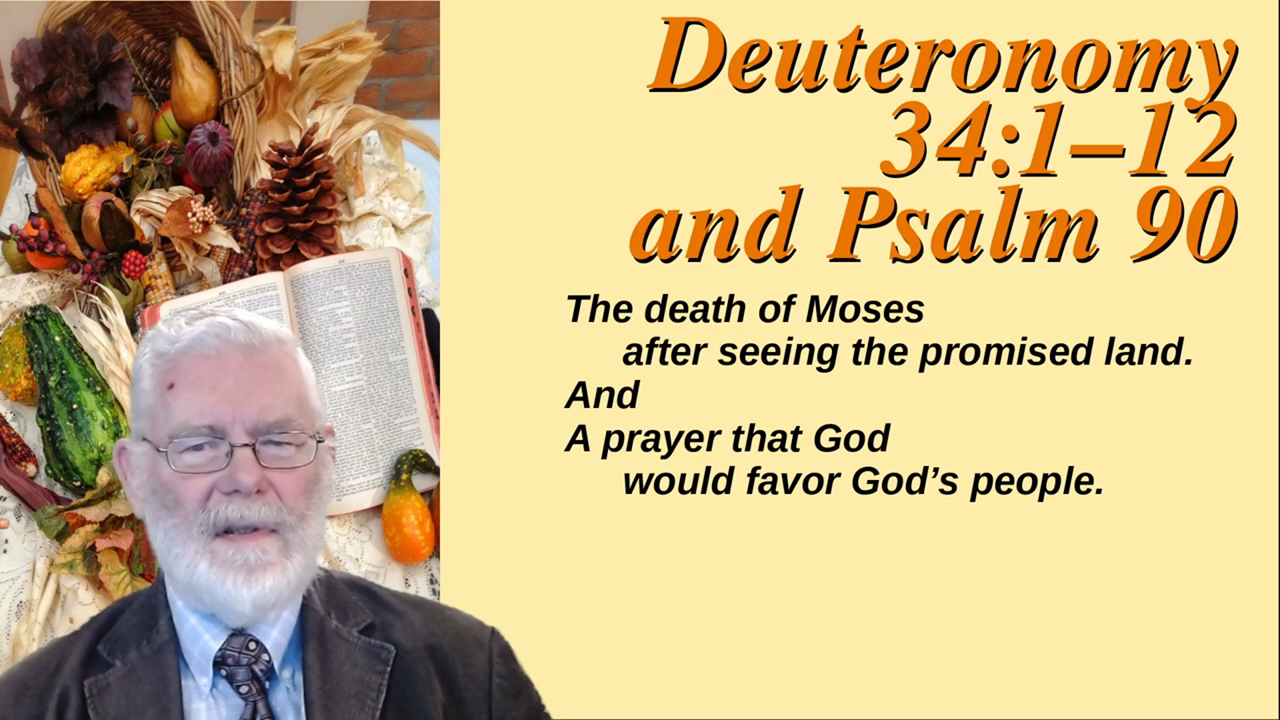 Deuteronomy
34:1–12
and Psalm 90
The death of Moses
after seeing the promised land.
And
A prayer that God
would favor God’s people.